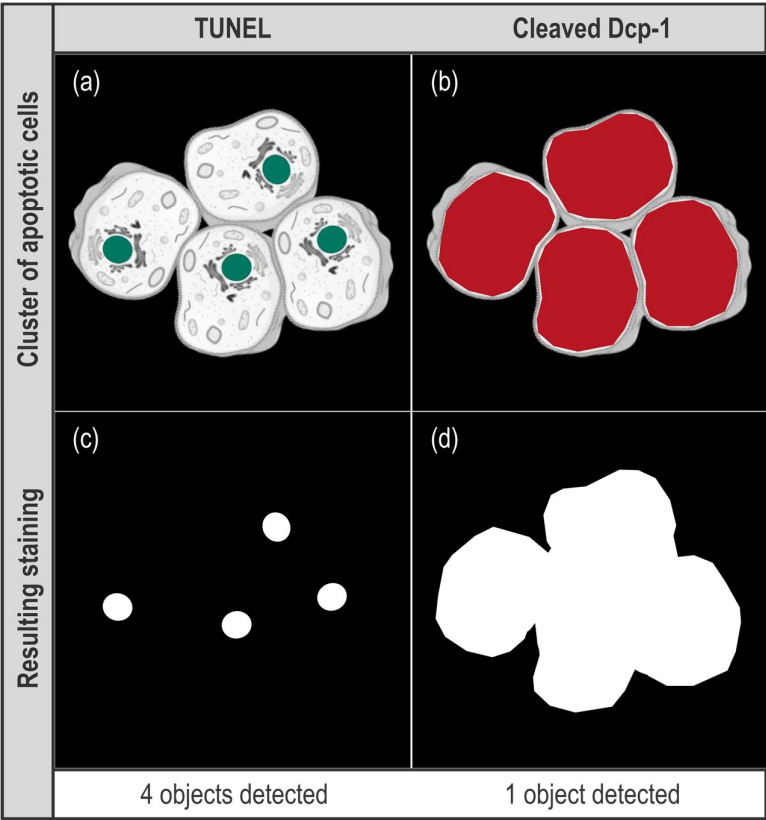 TUNEL
Cleaved Dcp-1
Cluster of apoptotic cells
(a)
(b)
Resulting staining
(c)
(d)
4 objects detected
1 object detected